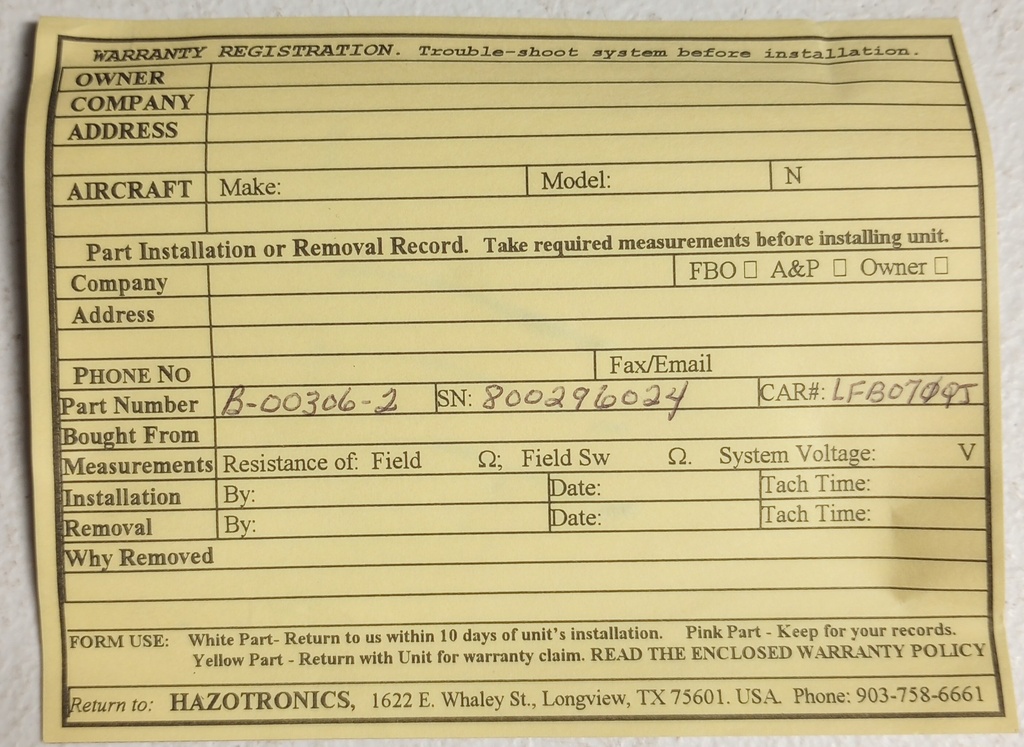 WARRANTY REGISTRATION. Trouble-shoot system before installation.
OWNER
COMPANY
ADDRESS
AIRCRAFT Make: Model: N
Part Installation or Removal Record. Take required measurements before installing unit.
Company FBO □ A&P □ Owner □
Address
PHONE NO Fax/Email
Part Number B-00306-2 SN: 800296024 CAR#: LFB070QJ
Bought From
Measurements Resistance of: Field Ω; Field Sw Ω. System Voltage: V
Installation By: Date: Tach Time:
Removal By: Date: Tach Time:
Why Removed
FORM USE: White Part- Return to us within 10 days of unit's installation. Pink Part - Keep for your records.
Yellow Part - Return with Unit for warranty claim. READ THE ENCLOSED WARRANTY POLICY
Return to: HAZOTRONICS, 1622 E. Whaley St., Longview, TX 75601. USA. Phone: 903-758-6661